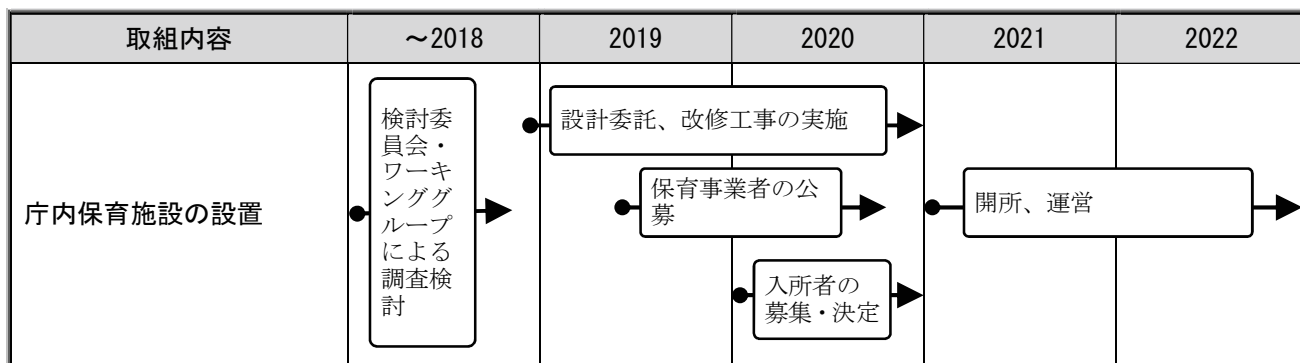 取組内容
～2018
2019
2020
2021
2022
庁内保育施設の設置
検討委
員会・
ワーキ
ンググ
ループ
による
調査検
討
設計委託、改修工事の実施
保育事業者の公
募
入所者の
募集・決定
開所、運営